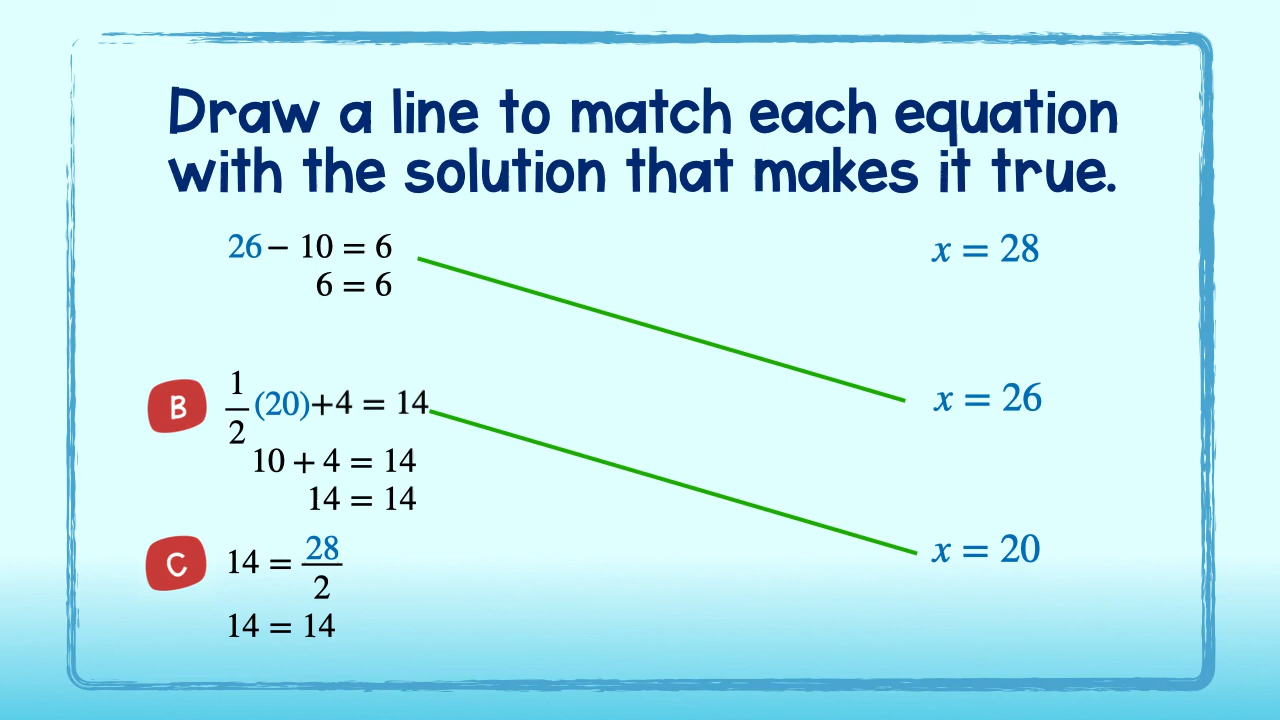 Draw a line to match each equation
with the solution that makes it true.
26 − 10 = 6
6 = 6
x = 28
B 1/2 (20)+4 = 14
x = 26
10 + 4 = 14
14 = 14
C 14 = 28/2
x = 20
14 = 14